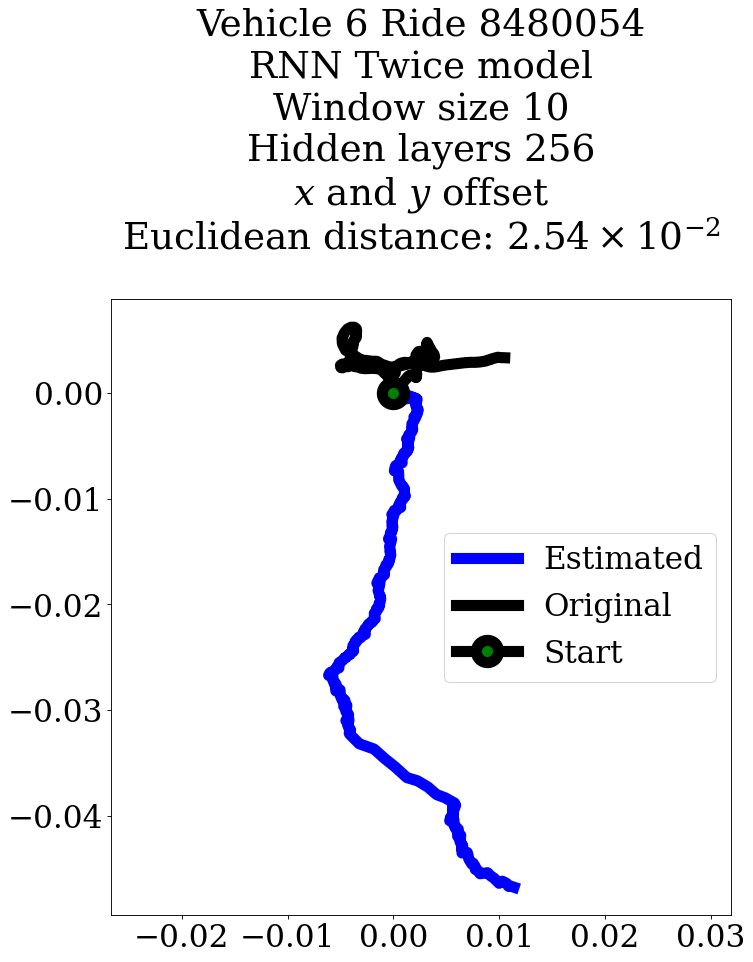 Vehicle 6 Ride 8480054
RNN Twice model
Window size 10
Hidden layers 256
x and y offset
Euclidean distance: 2.54 × 10⁻²
0.00
−0.01
−0.02
−0.03
−0.04
Estimated
Original
Start
−0.02 −0.01 0.00 0.01 0.02 0.03